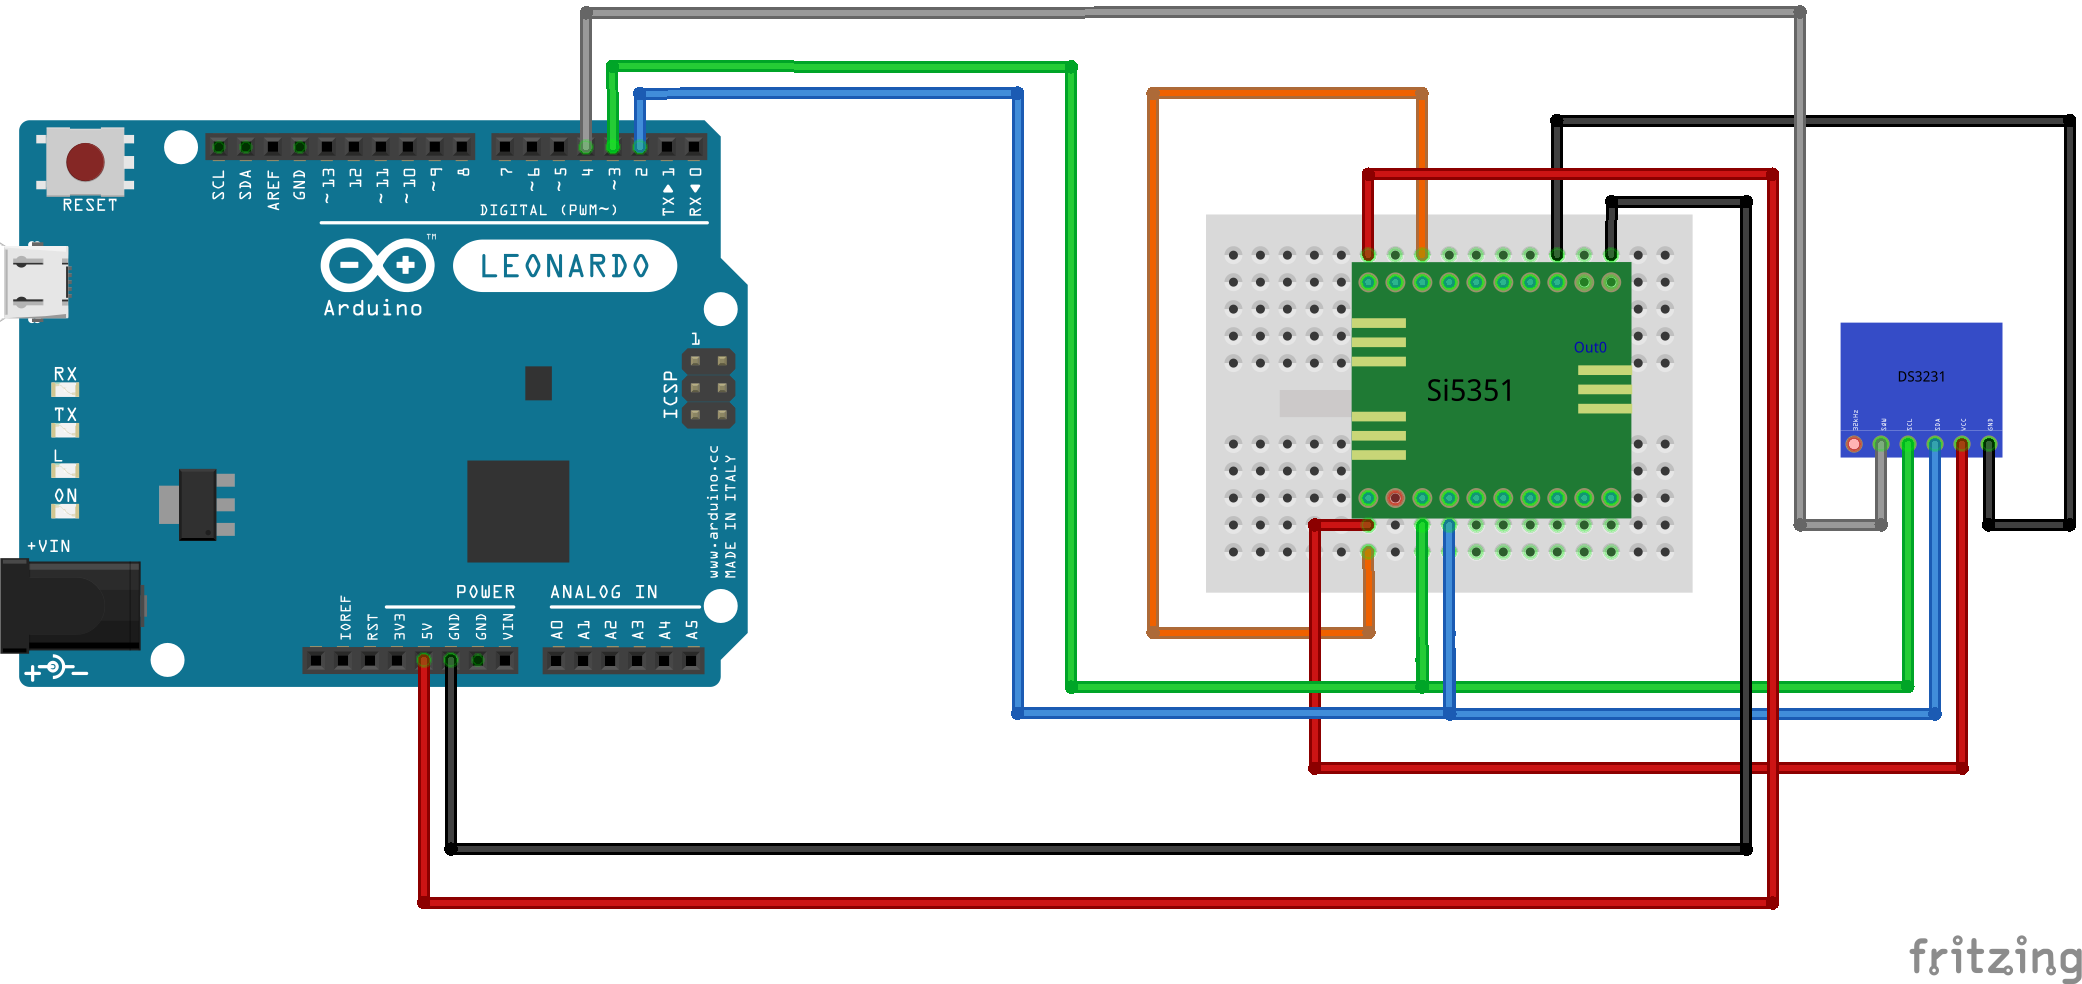 RESET
SCL
SDA
AREF
GND
~13
12
~11
~10
~9
8
7
~6
~5
4
~3
2
TX▶1
RX◀0
DIGITAL (PWM~)
TM
LEONARDO
Arduino
1
ICSP
RX
TX
L
ON
+VIN
www.arduino.cc
MADE IN ITALY
POWER
ANALOG IN
IOREF
RST
3V3
5V
GND
GND
VIN
A0
A1
A2
A3
A4
A5
Out0
Si5351
DS3231
32kHz
SQW
SCL
SDA
VCC
GND
fritzing